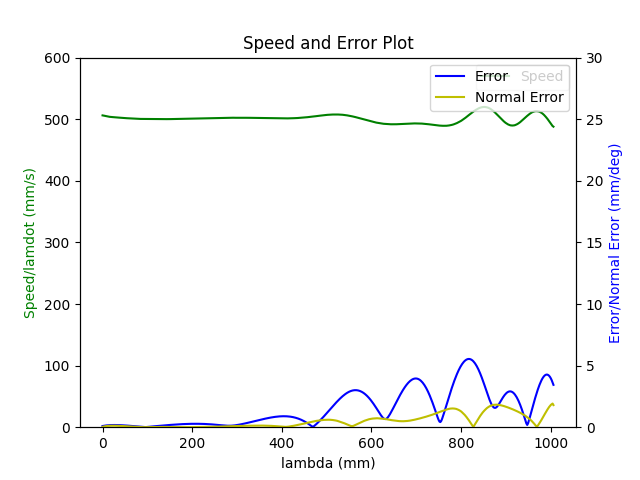 Speed and Error Plot
600
500
400
300
200
100
0
Speed/lamdot (mm/s)
30
25
20
15
10
5
0
Error/Normal Error (mm/deg)
Error
Speed
Normal Error
0 200 400 600 800 1000
lambda (mm)